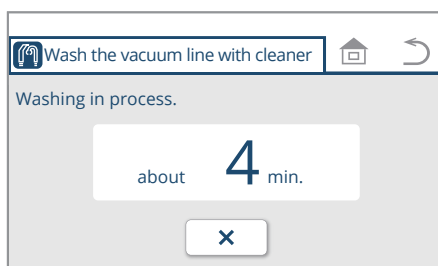 Wash the vacuum line with cleaner
Washing in process.
about 4 min.